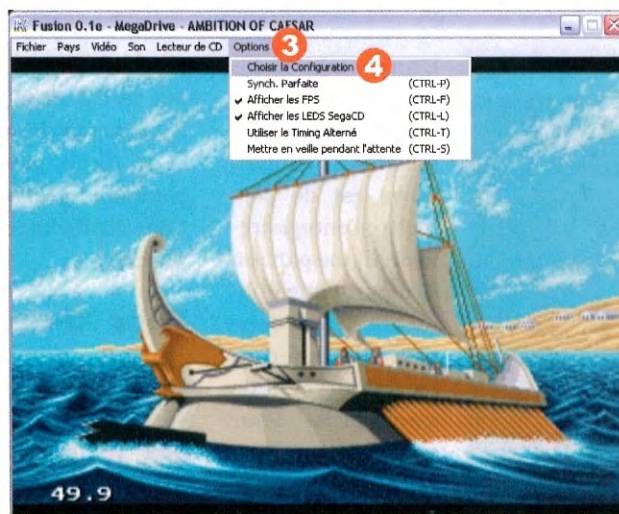 Fusion 0.1e - MegaDrive - AMBITION OF CAESAR
Fichier Pays Vidéo Son Lecteur de CD Options 3
Choisir la Configuration 4
Synch. Parfaite (CTRL-P)
✓ Afficher les FPS (CTRL-F)
✓ Afficher les LEDS SegaCD (CTRL-L)
Utiliser le Timing Alterné (CTRL-T)
Mettre en veille pendant l'attente (CTRL-S)
49.9